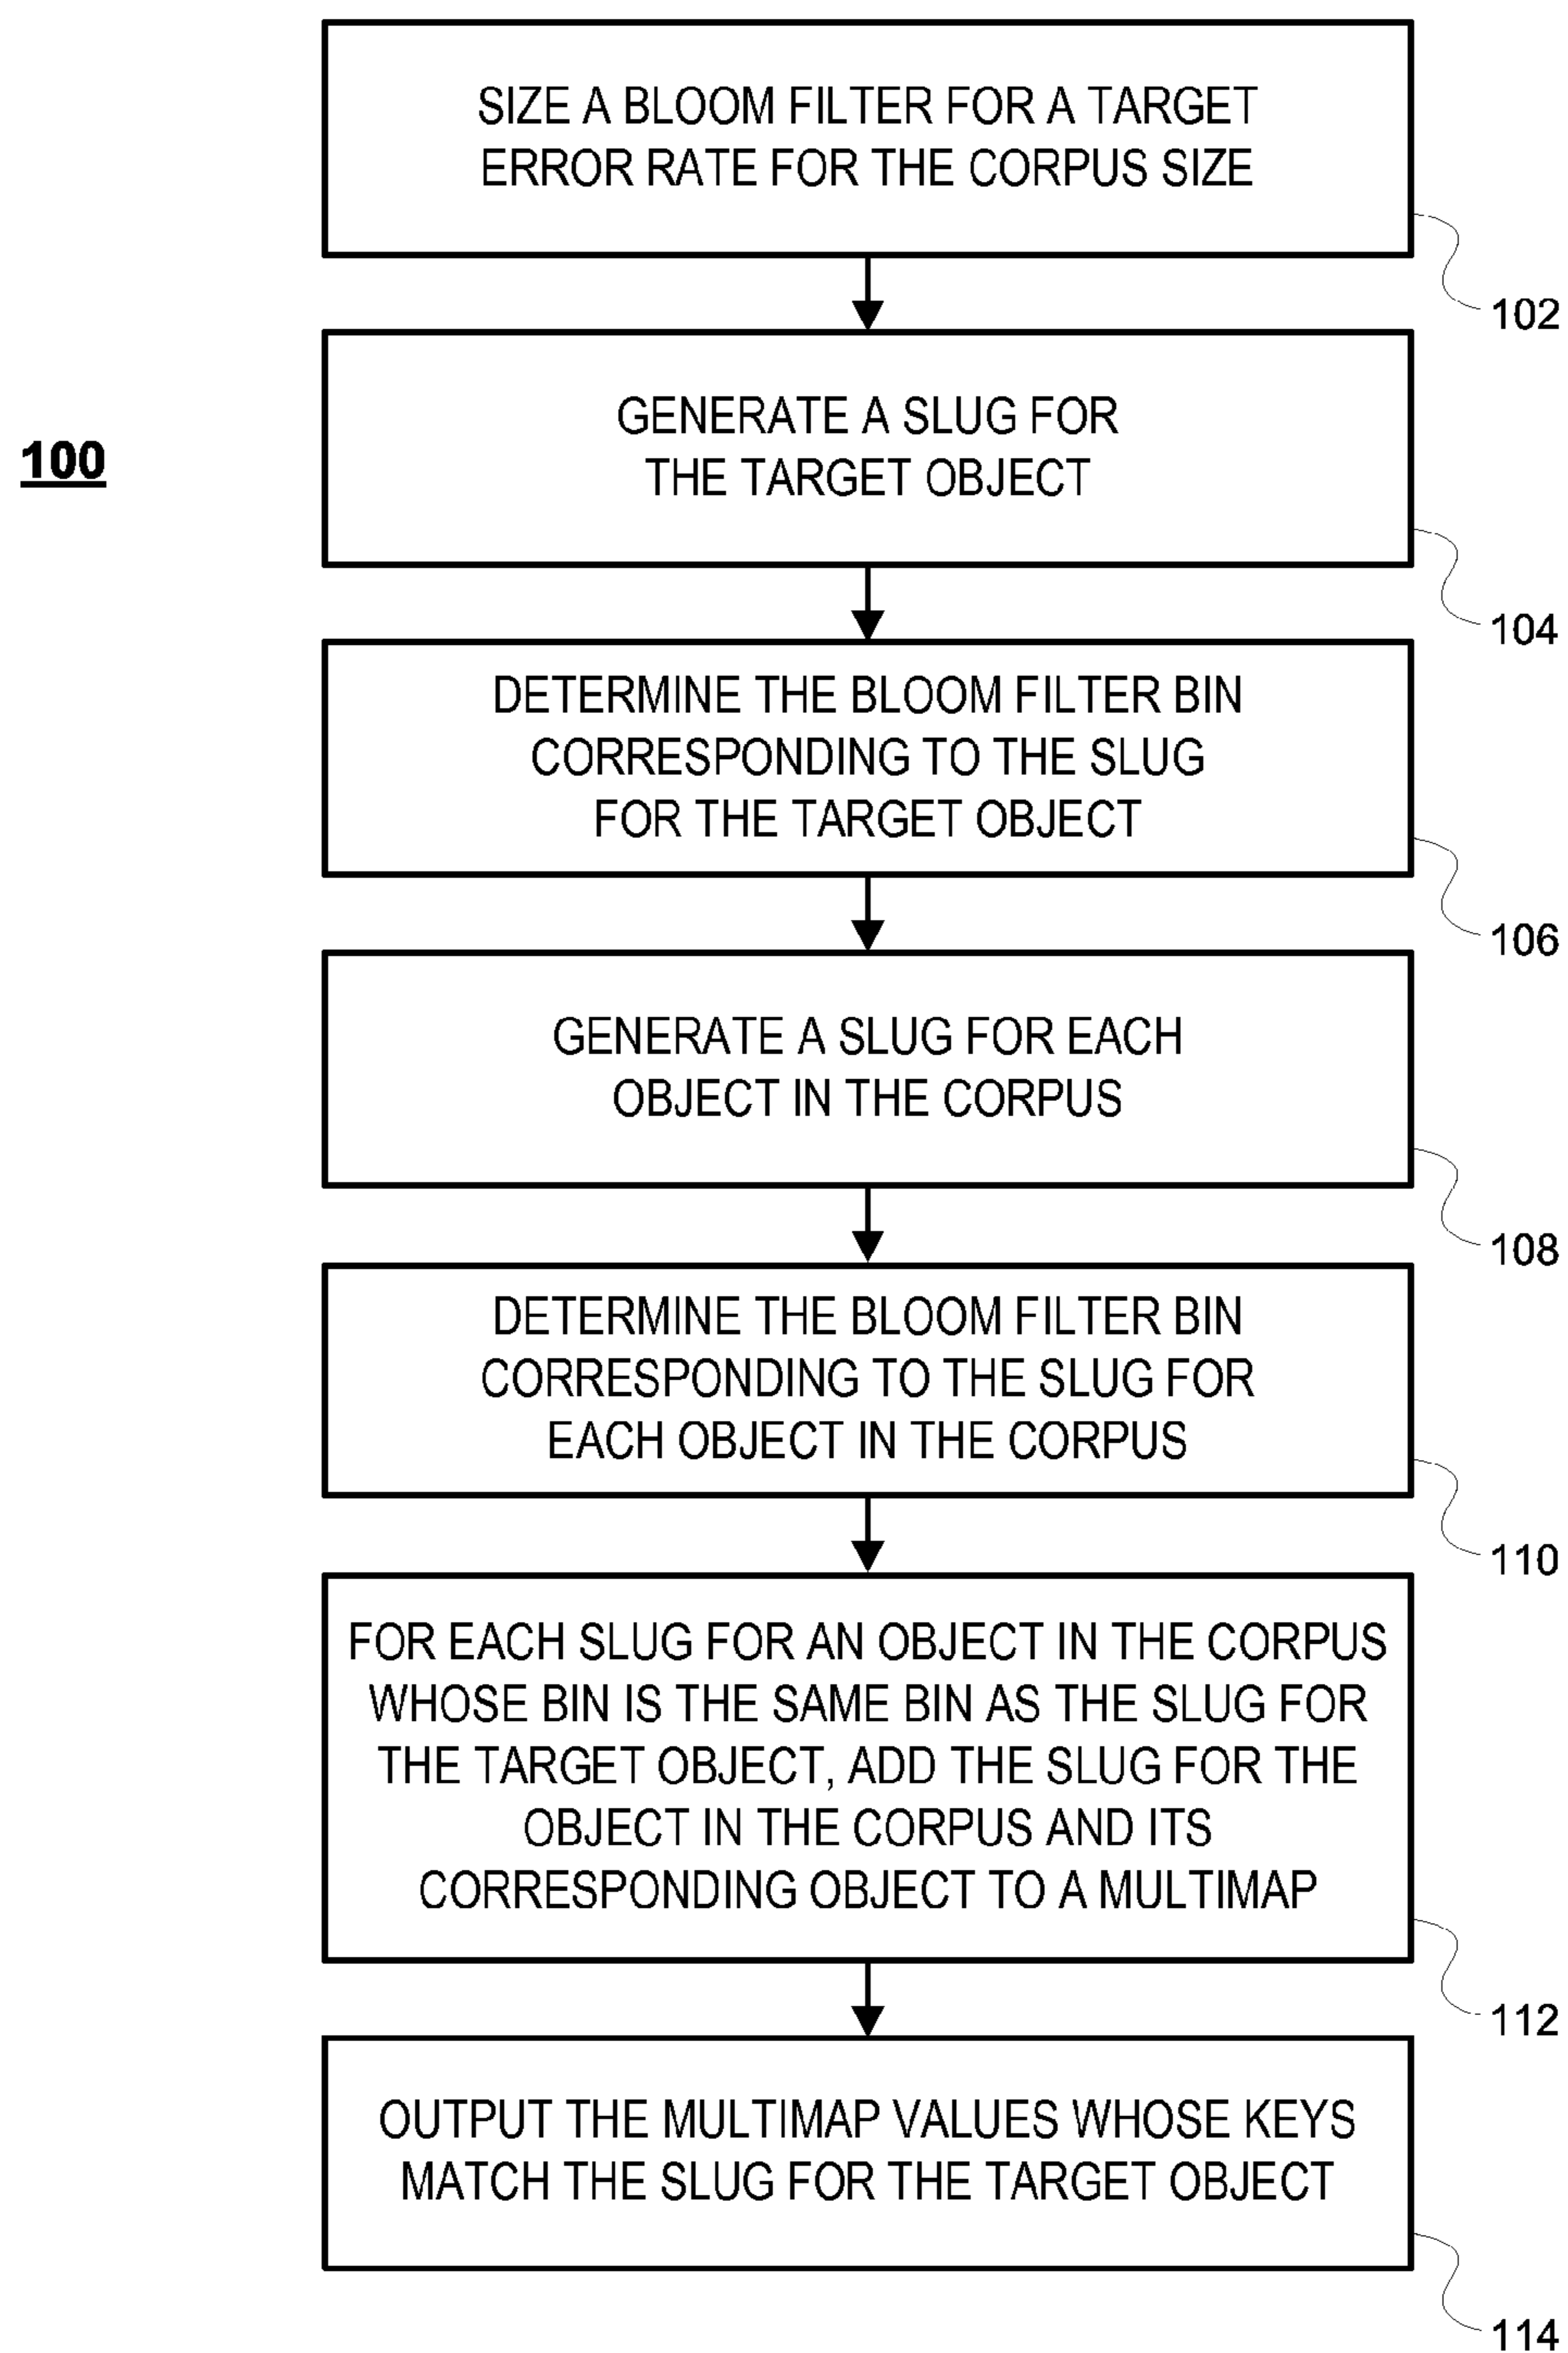 SIZE A BLOOM FILTER FOR A TARGET
ERROR RATE FOR THE CORPUS SIZE
102
GENERATE A SLUG FOR
THE TARGET OBJECT
100
104
DETERMINE THE BLOOM FILTER BIN
CORRESPONDING TO THE SLUG
FOR THE TARGET OBJECT
106
GENERATE A SLUG FOR EACH
OBJECT IN THE CORPUS
108
DETERMINE THE BLOOM FILTER BIN
CORRESPONDING TO THE SLUG FOR
EACH OBJECT IN THE CORPUS
110
FOR EACH SLUG FOR AN OBJECT IN THE CORPUS
WHOSE BIN IS THE SAME BIN AS THE SLUG FOR
THE TARGET OBJECT, ADD THE SLUG FOR THE
OBJECT IN THE CORPUS AND ITS
CORRESPONDING OBJECT TO A MULTIMAP
112
OUTPUT THE MULTIMAP VALUES WHOSE KEYS
MATCH THE SLUG FOR THE TARGET OBJECT
114